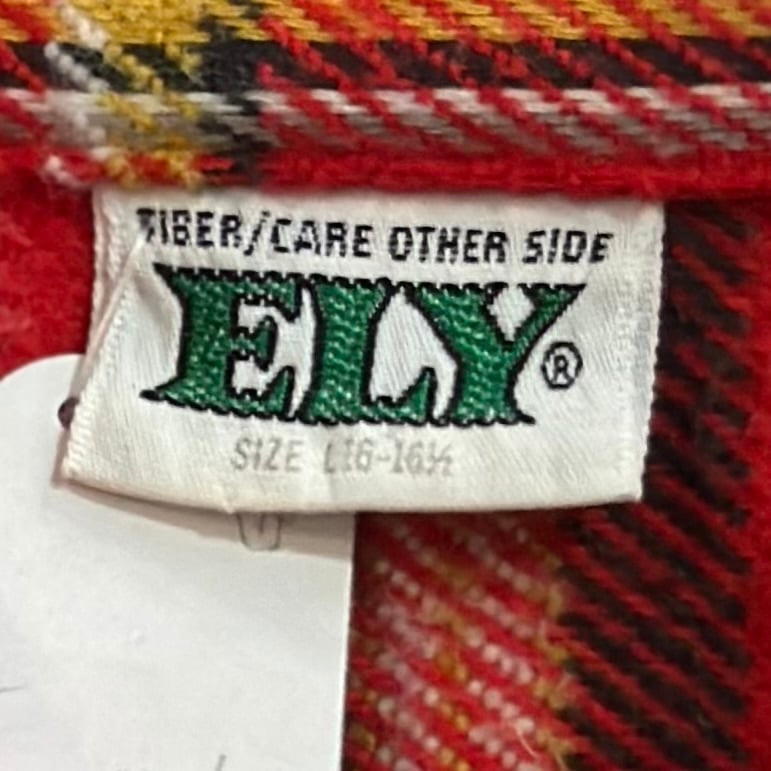 FIBER/CARE OTHER SIDE
ELY®
SIZE L16-16½